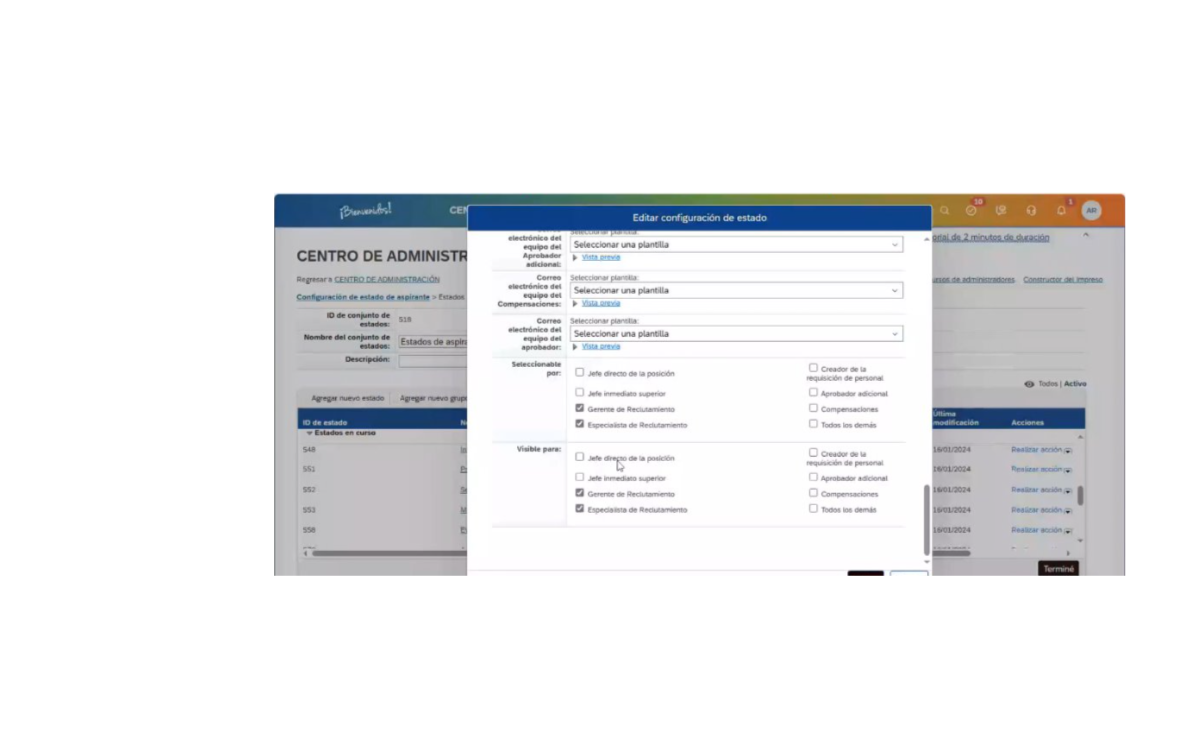 ¡Bienvenidos!
CEN
10
1
AR
Editar configuración de estado
orial de 2 minutos de duración
CENTRO DE ADMINISTR
Regresar a CENTRO DE ADMINISTRACIÓN
ursos de administradores Constructor del impreso
Configuración de estado de aspirante > Estados
ID de conjunto de estados: 518
Nombre del conjunto de estados: Estados de aspira
Descripción:
Todos | Activo
Agregar nuevo estado Agregar nuevo grupo
ID de estado
Última modificación
Acciones
Estados en curso
548
16/01/2024 Realizar acción
551
16/01/2024 Realizar acción
552
16/01/2024 Realizar acción
553
16/01/2024 Realizar acción
558
16/01/2024 Realizar acción
Terminé
electrónico del
equipo del
Aprobador
adicional:
Seleccionar plantilla:
Seleccionar una plantilla
Vista previa
Correo
electrónico del
equipo del
Compensaciones:
Seleccionar plantilla:
Seleccionar una plantilla
Vista previa
Correo
electrónico del
equipo del
aprobador:
Seleccionar plantilla:
Seleccionar una plantilla
Vista previa
Seleccionable
por:
Jefe directo de la posición
Creador de la
requisición de personal
Jefe inmediato superior
Aprobador adicional
Gerente de Reclutamiento
Compensaciones
Especialista de Reclutamiento
Todos los demás
Visible para:
Jefe directo de la posición
Creador de la
requisición de personal
Jefe inmediato superior
Aprobador adicional
Gerente de Reclutamiento
Compensaciones
Especialista de Reclutamiento
Todos los demás